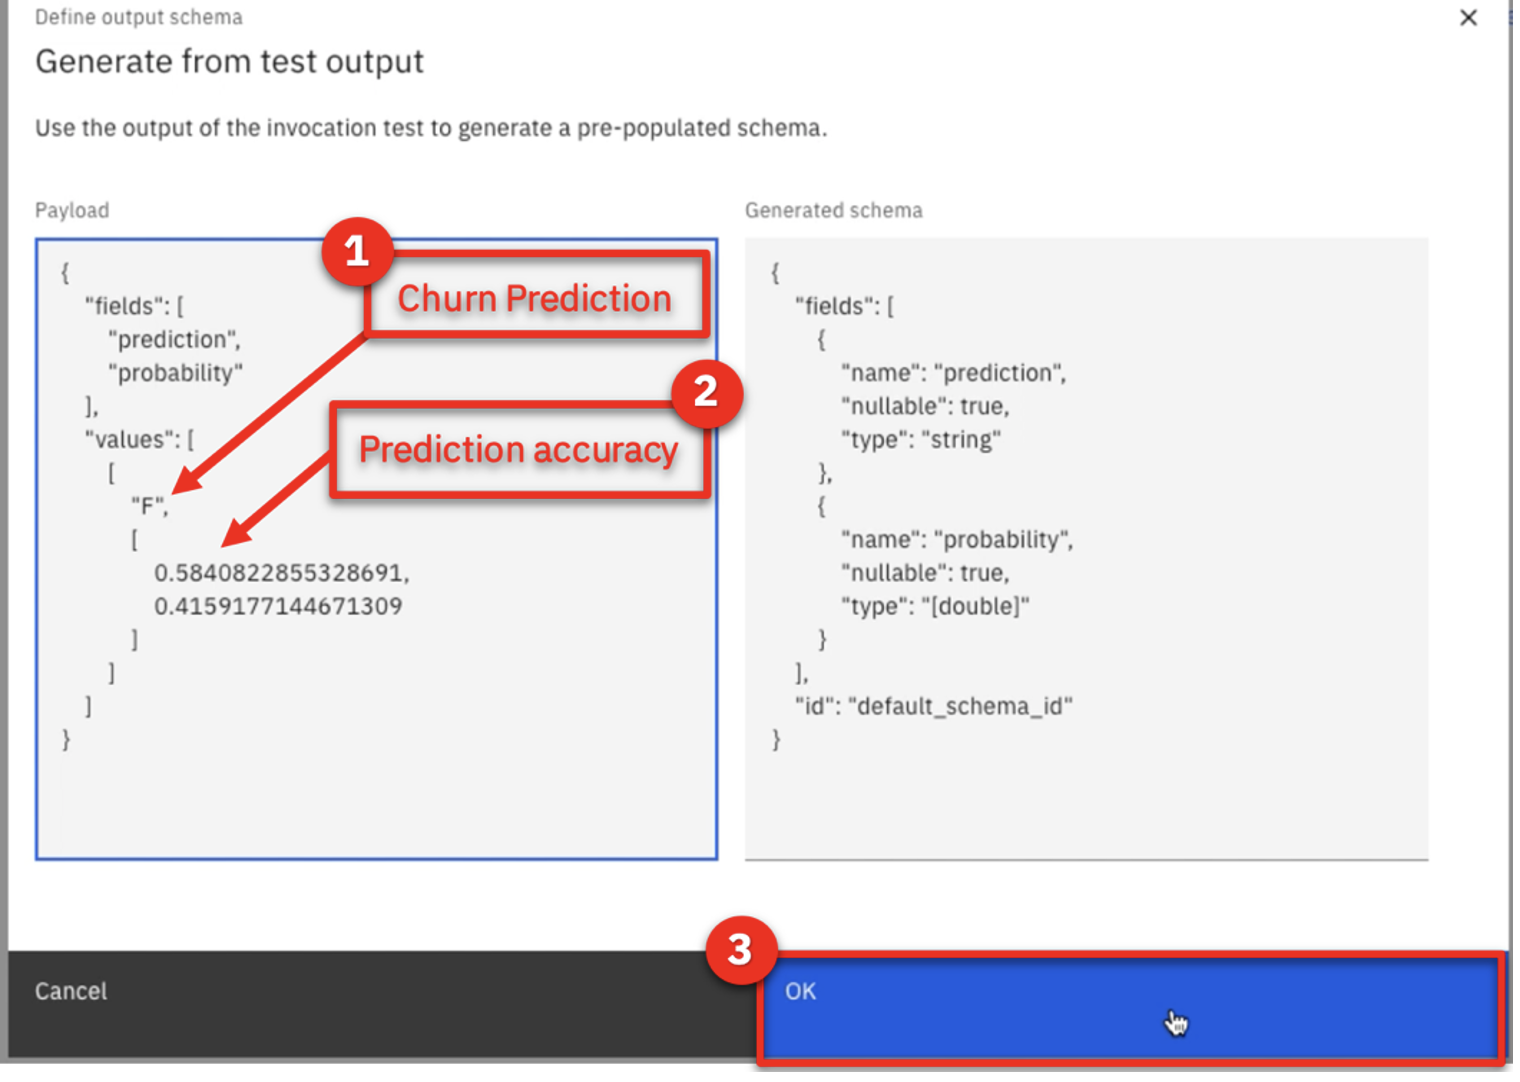 Define output schema
Generate from test output
Use the output of the invocation test to generate a pre-populated schema.
Payload
{
"fields": [
"prediction",
"probability"
],
"values": [
[
"F",
[
0.5840822855328691,
0.4159177144671309
]
]
]
}
1
Churn Prediction
2
Prediction accuracy
Generated schema
{
"fields": [
{
"name": "prediction",
"nullable": true,
"type": "string"
},
{
"name": "probability",
"nullable": true,
"type": "[double]"
}
],
"id": "default_schema_id"
}
Cancel
3
OK